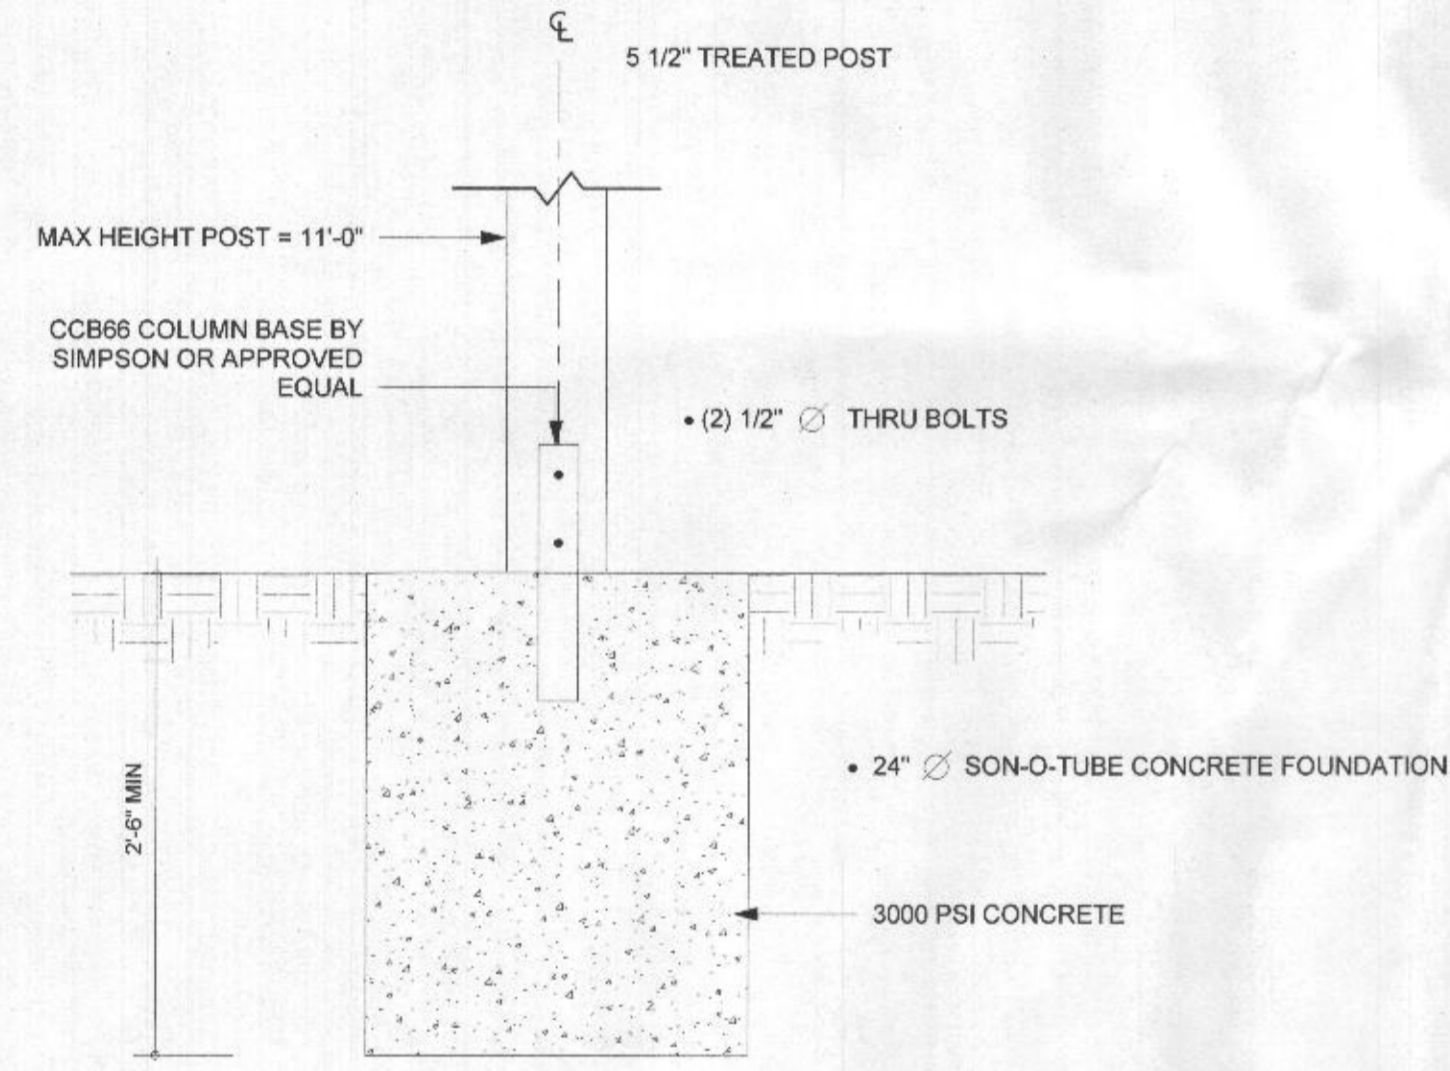 ℄
5 1/2" TREATED POST
MAX HEIGHT POST = 11'-0"
CCB66 COLUMN BASE BY
SIMPSON OR APPROVED
EQUAL
• (2) 1/2" ∅ THRU BOLTS
2'-6" MIN
• 24" ∅ SON-O-TUBE CONCRETE FOUNDATION
3000 PSI CONCRETE